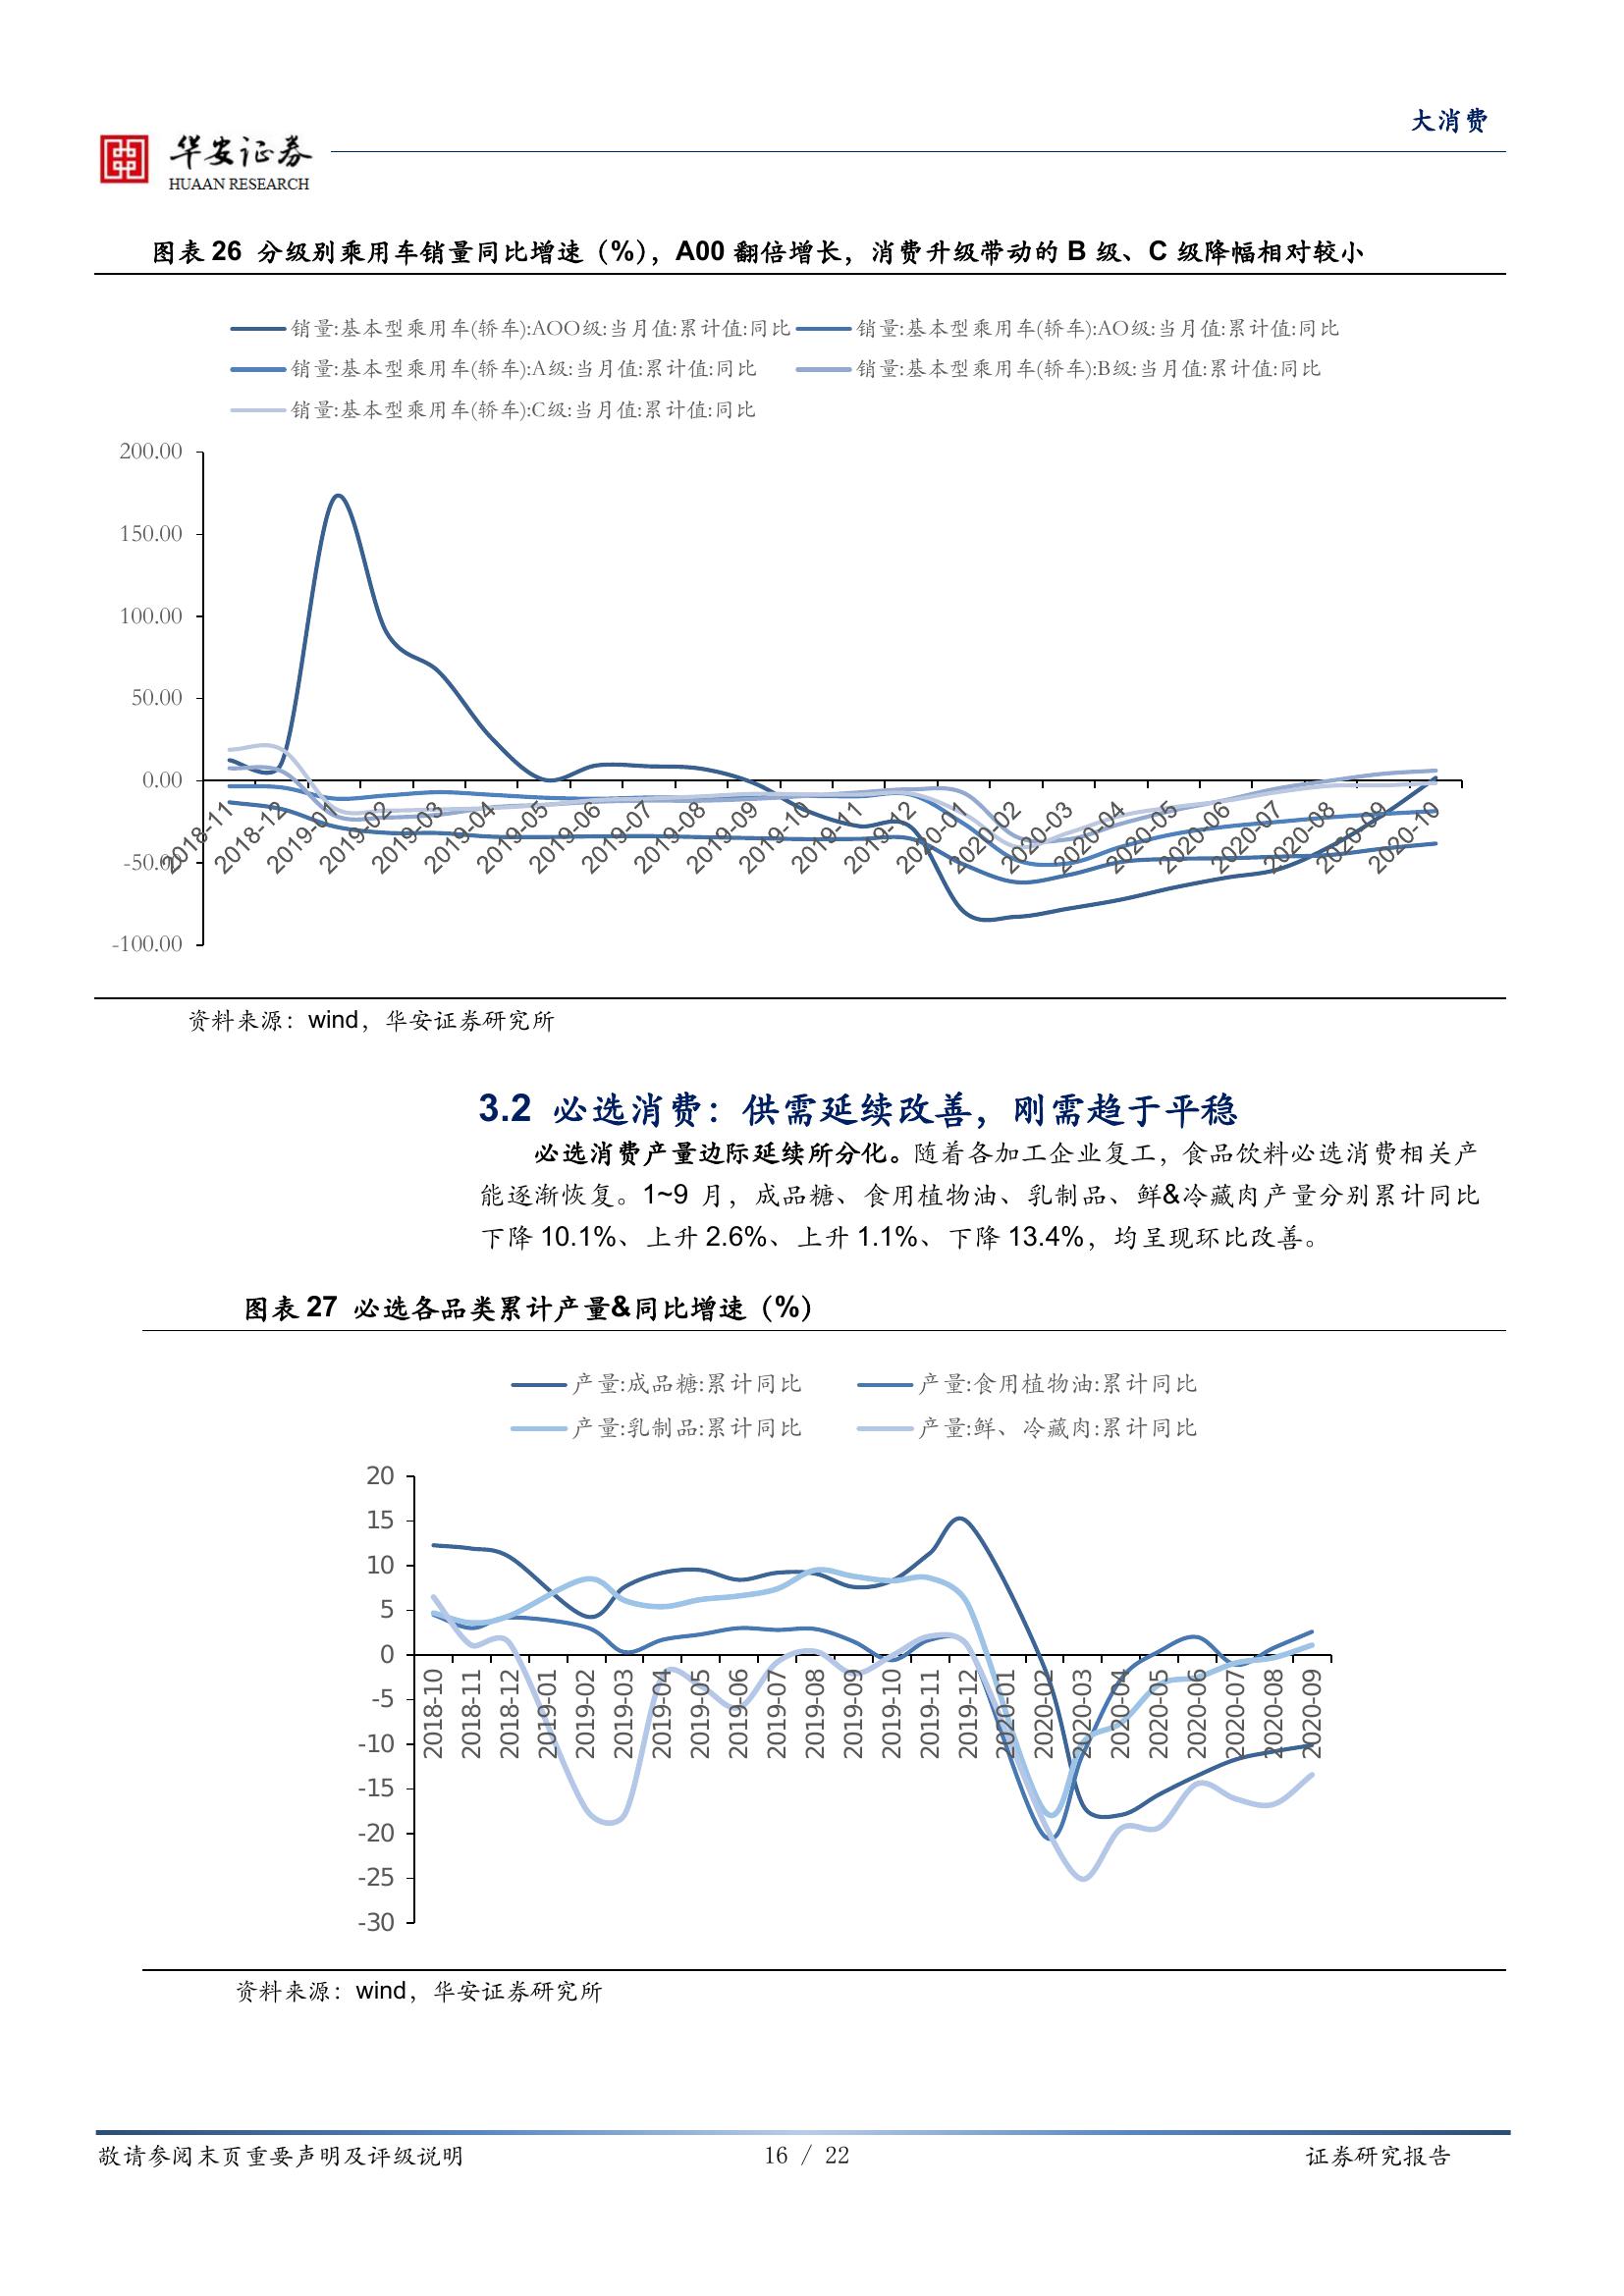 大消费
华安证券
HUAAN RESEARCH
图表 26 分级别乘用车销量同比增速（%），A00 翻倍增长，消费升级带动的 B 级、C 级降幅相对较小
销量:基本型乘用车(轿车):AOO级:当月值:累计值:同比 销量:基本型乘用车(轿车):AO级:当月值:累计值:同比
销量:基本型乘用车(轿车):A级:当月值:累计值:同比 销量:基本型乘用车(轿车):B级:当月值:累计值:同比
销量:基本型乘用车(轿车):C级:当月值:累计值:同比
200.00
150.00
100.00
50.00
0.00
-50.00
-100.00
2018-11 2018-12 2019-01 2019-02 2019-03 2019-04 2019-05 2019-06 2019-07 2019-08 2019-09 2019-10 2019-11 2019-12 2020-01 2020-02 2020-03 2020-04 2020-05 2020-06 2020-07 2020-08 2020-09 2020-10
资料来源：wind，华安证券研究所
3.2 必选消费：供需延续改善，刚需趋于平稳
必选消费产量边际延续所分化。随着各加工企业复工，食品饮料必选消费相关产
能逐渐恢复。1~9 月，成品糖、食用植物油、乳制品、鲜&冷藏肉产量分别累计同比
下降 10.1%、上升 2.6%、上升 1.1%、下降 13.4%，均呈现环比改善。
图表 27 必选各品类累计产量&同比增速（%）
产量:成品糖:累计同比 产量:食用植物油:累计同比
产量:乳制品:累计同比 产量:鲜、冷藏肉:累计同比
20
15
10
5
0
-5
-10
-15
-20
-25
-30
2018-10 2018-11 2018-12 2019-01 2019-02 2019-03 2019-04 2019-05 2019-06 2019-07 2019-08 2019-09 2019-10 2019-11 2019-12 2020-01 2020-02 2020-03 2020-04 2020-05 2020-06 2020-07 2020-08 2020-09
资料来源：wind，华安证券研究所
敬请参阅末页重要声明及评级说明 16 / 22 证券研究报告